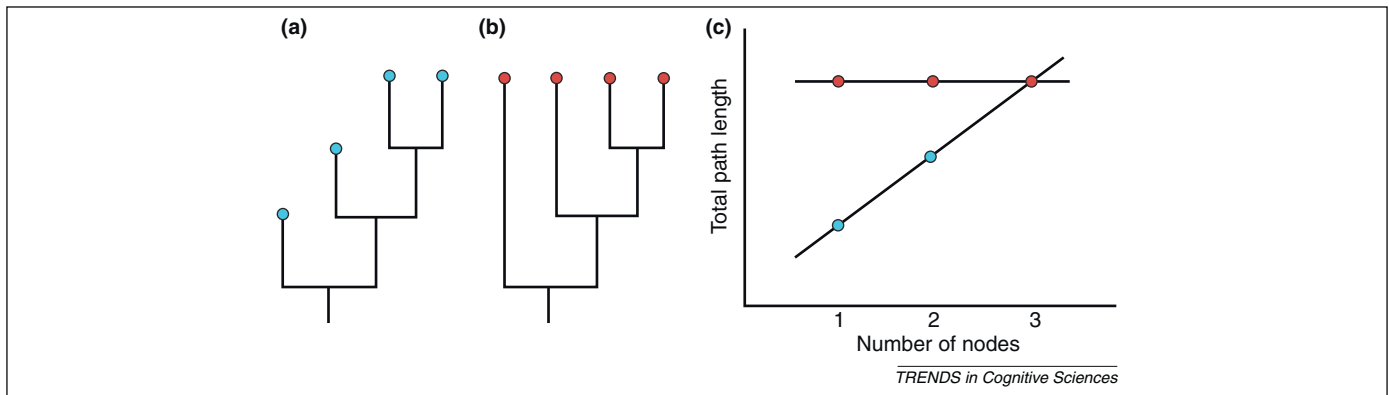 (a)
(b)
(c)
Total path length
1 2 3
Number of nodes
TRENDS in Cognitive Sciences